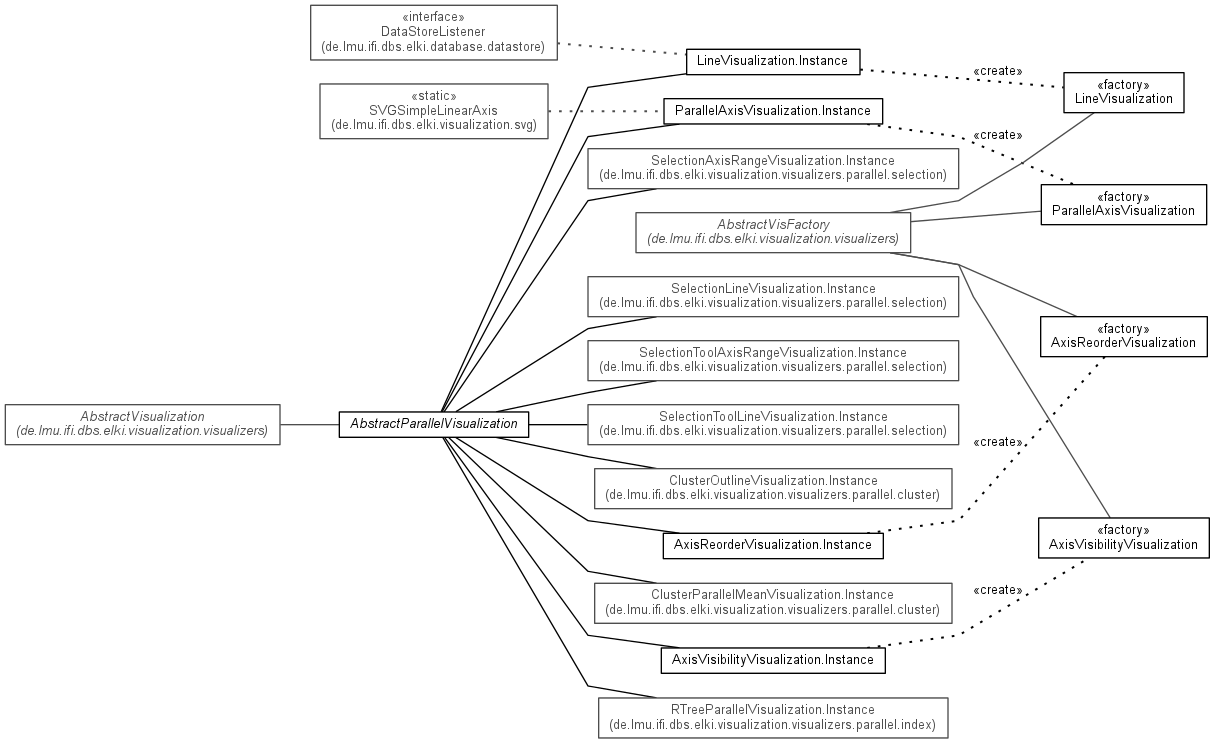 «interface»
DataStoreListener
(de.lmu.ifi.dbs.elki.database.datastore)
LineVisualization.Instance
«create»
«factory»
LineVisualization
«static»
SVGSimpleLinearAxis
(de.lmu.ifi.dbs.elki.visualization.svg)
ParallelAxisVisualization.Instance
«create»
SelectionAxisRangeVisualization.Instance
(de.lmu.ifi.dbs.elki.visualization.visualizers.parallel.selection)
«factory»
ParallelAxisVisualization
AbstractVisFactory
(de.lmu.ifi.dbs.elki.visualization.visualizers)
SelectionLineVisualization.Instance
(de.lmu.ifi.dbs.elki.visualization.visualizers.parallel.selection)
«factory»
AxisReorderVisualization
SelectionToolAxisRangeVisualization.Instance
(de.lmu.ifi.dbs.elki.visualization.visualizers.parallel.selection)
AbstractVisualization
(de.lmu.ifi.dbs.elki.visualization.visualizers)
AbstractParallelVisualization
SelectionToolLineVisualization.Instance
(de.lmu.ifi.dbs.elki.visualization.visualizers.parallel.selection)
«create»
ClusterOutlineVisualization.Instance
(de.lmu.ifi.dbs.elki.visualization.visualizers.parallel.cluster)
AxisReorderVisualization.Instance
«factory»
AxisVisibilityVisualization
ClusterParallelMeanVisualization.Instance
(de.lmu.ifi.dbs.elki.visualization.visualizers.parallel.cluster)
«create»
AxisVisibilityVisualization.Instance
RTreeParallelVisualization.Instance
(de.lmu.ifi.dbs.elki.visualization.visualizers.parallel.index)